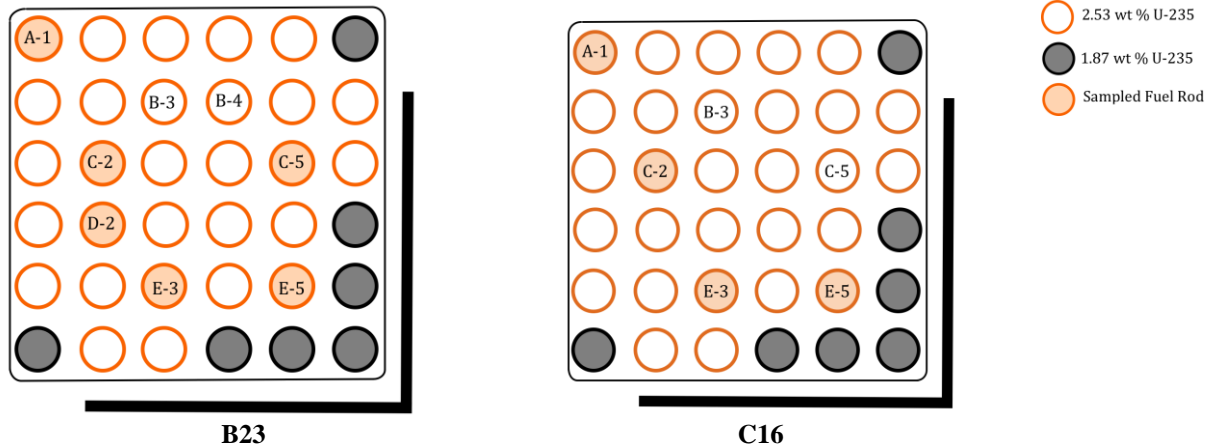 A-1
B-3 B-4
C-2 C-5
D-2
E-3 E-5
B23
A-1
B-3
C-2 C-5
E-3 E-5
C16
2.53 wt % U-235
1.87 wt % U-235
Sampled Fuel Rod